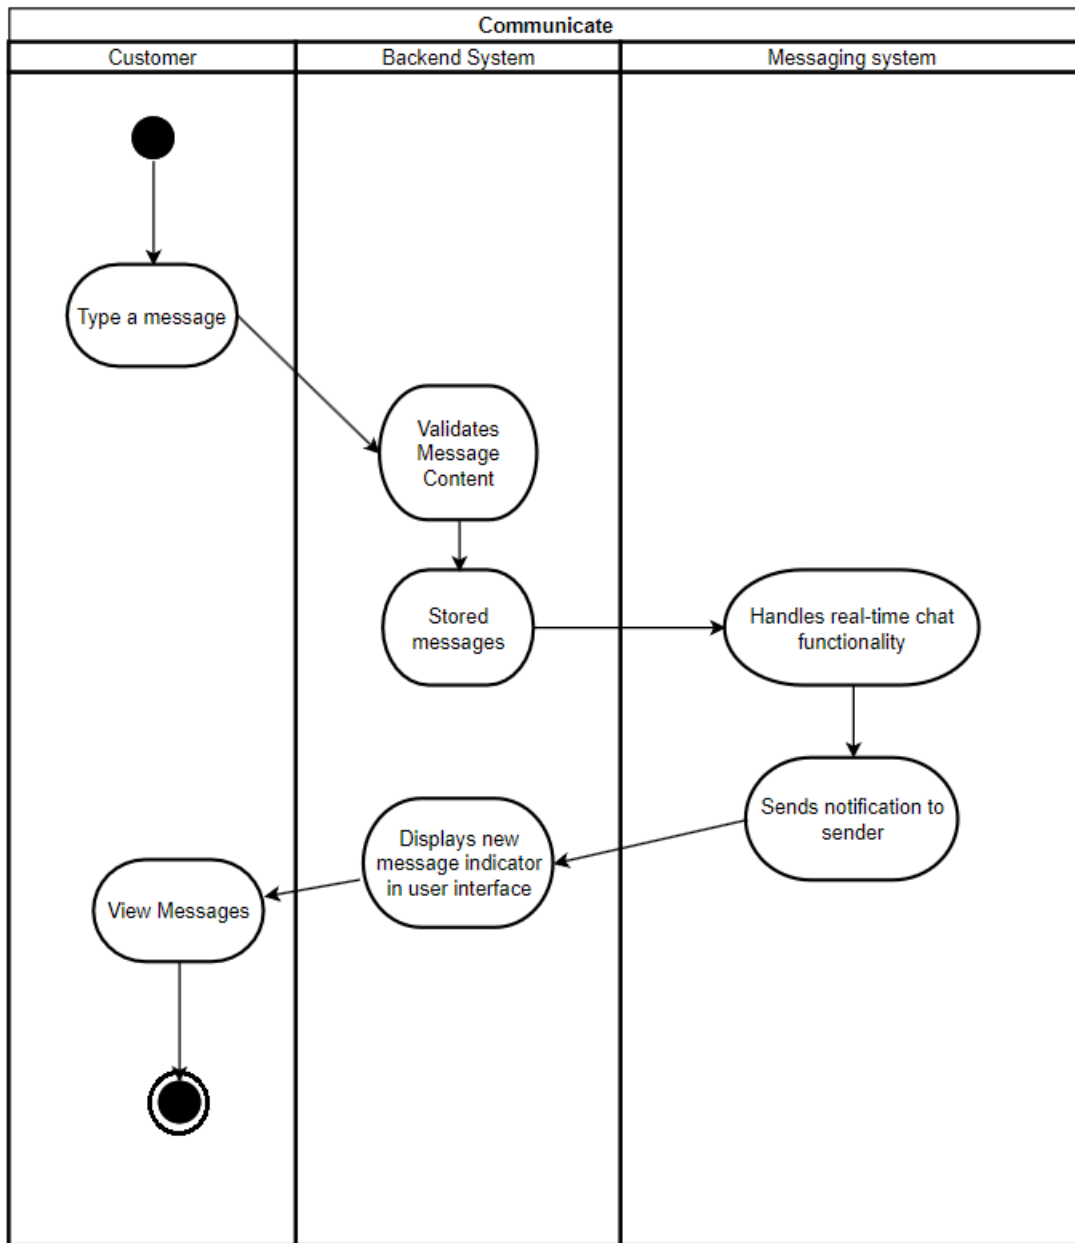 Communicate
Customer
Backend System
Messaging system
Type a message
Validates
Message
Content
Stored
messages
Handles real-time chat
functionality
Sends notification to
sender
Displays new
message indicator
in user interface
View Messages